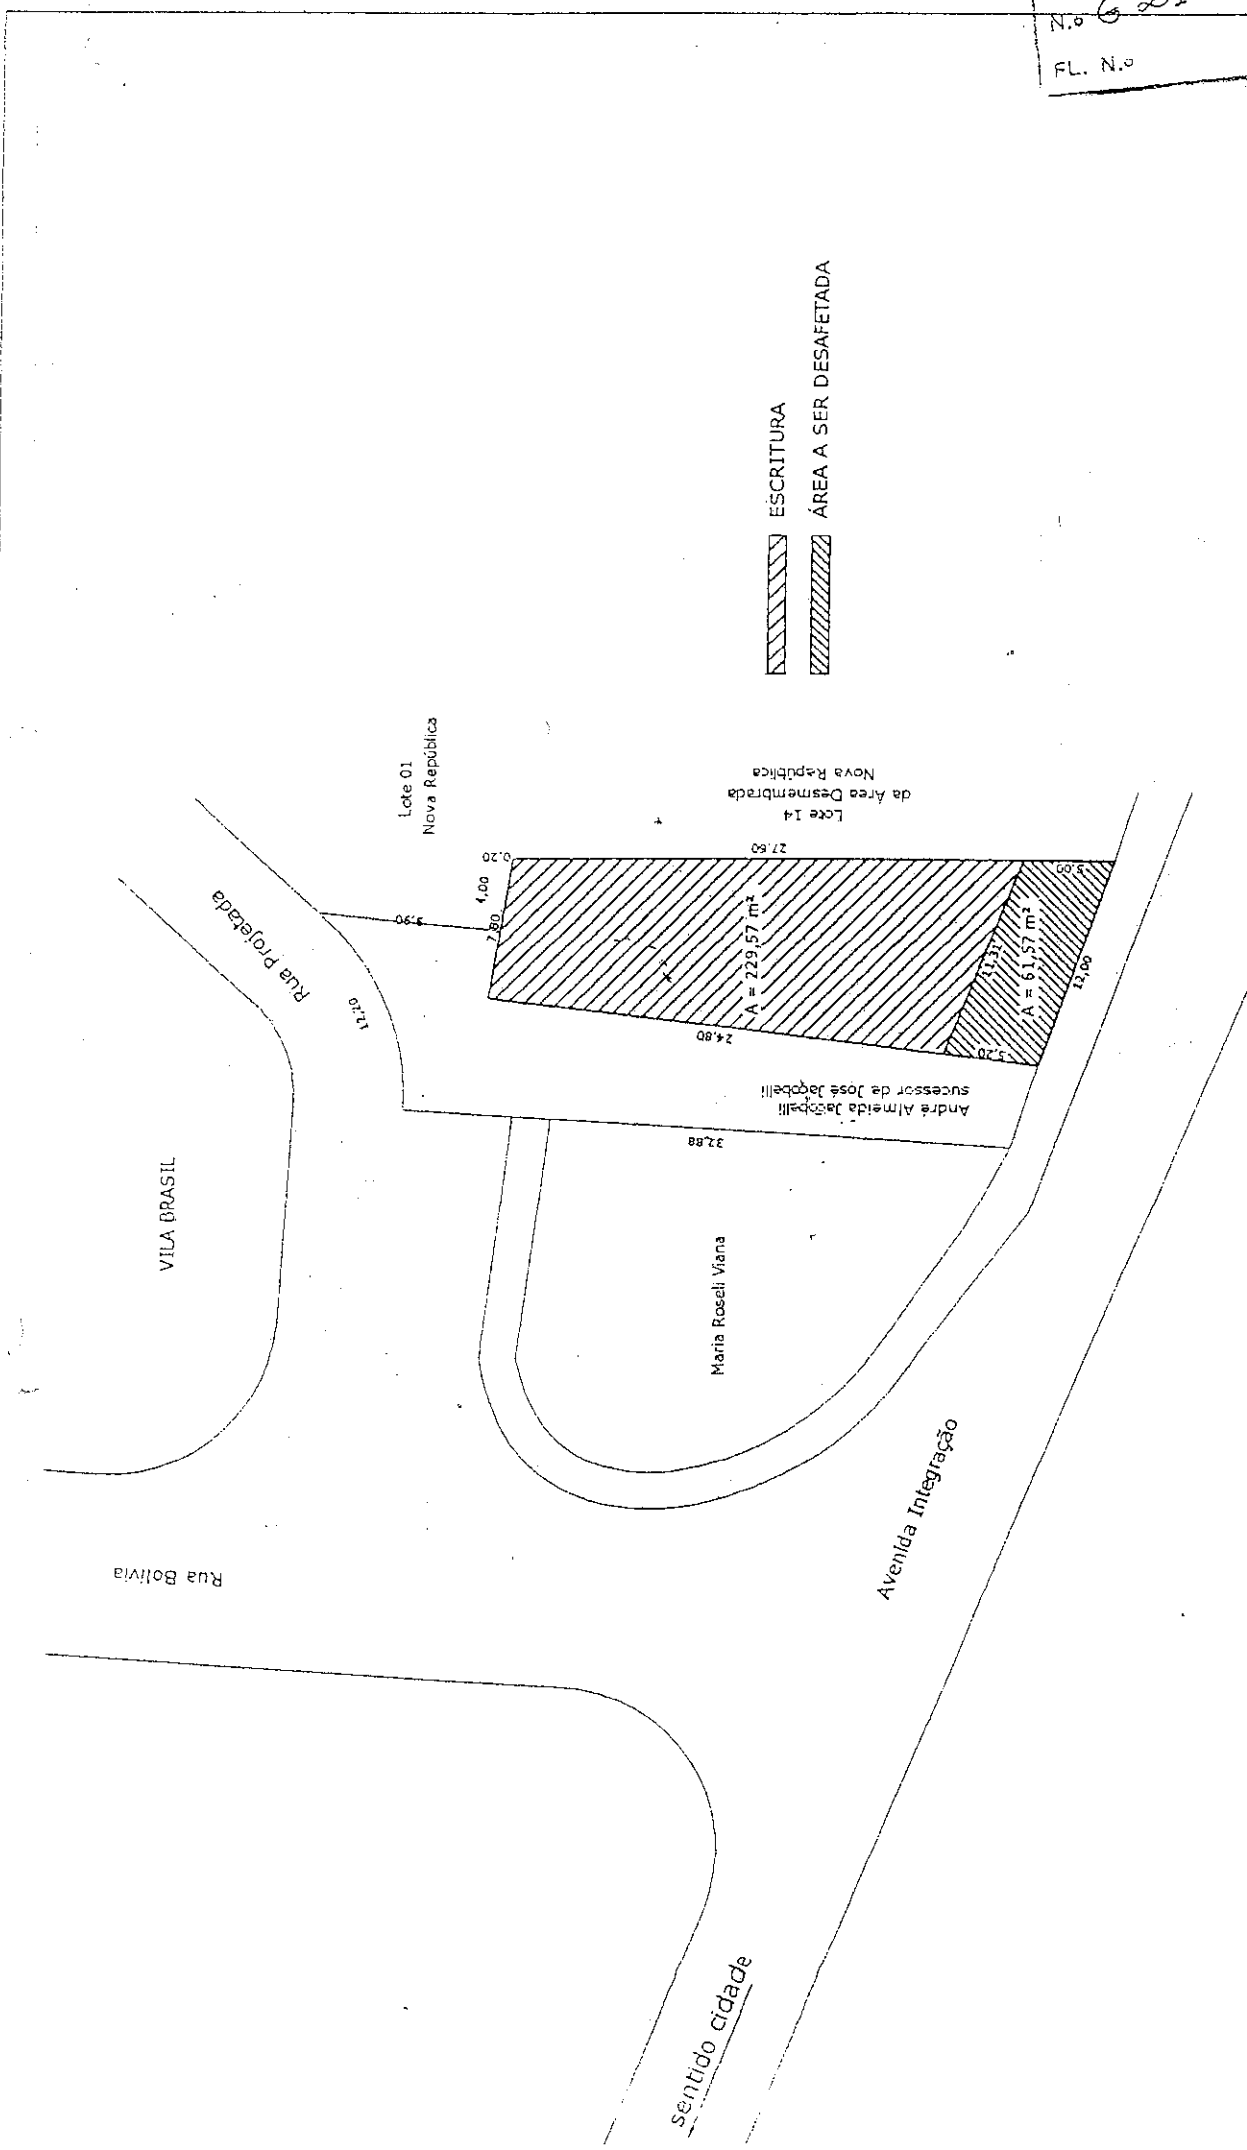 N.o 6
FL. N.o
ESCRITURA
ÁREA A SER DESAFETADA
Lote 01
Nova República
Lote 14
da Área Desmembrada
Nova República
Rua Projetada
VILA BRASIL
Rua Bolívia
Maria Roseli Viana
André Almeida Jacobelli
sucessor de José Jacobelli
Avenida Integração
sentido cidade
A = 229,57 m²
A = 61,57 m²
0,20
4,00
7,80
9,90
12,20
27,60
24,80
11,31
5,00
5,20
12,00
32,88